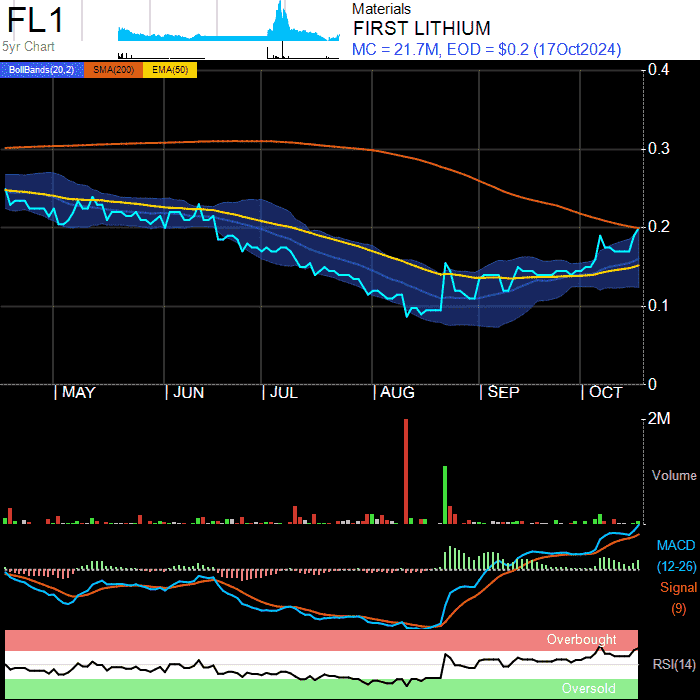 FL1
5yr Chart
Materials
FIRST LITHIUM
MC = 21.7M, EOD = $0.2 (17Oct2024)
BollBands(20,2) SMA(200) EMA(50)
0.4
0.3
0.2
0.1
0
MAY JUN JUL AUG SEP OCT
2M
Volume
MACD
(12-26)
Signal
(9)
Overbought
RSI(14)
Oversold